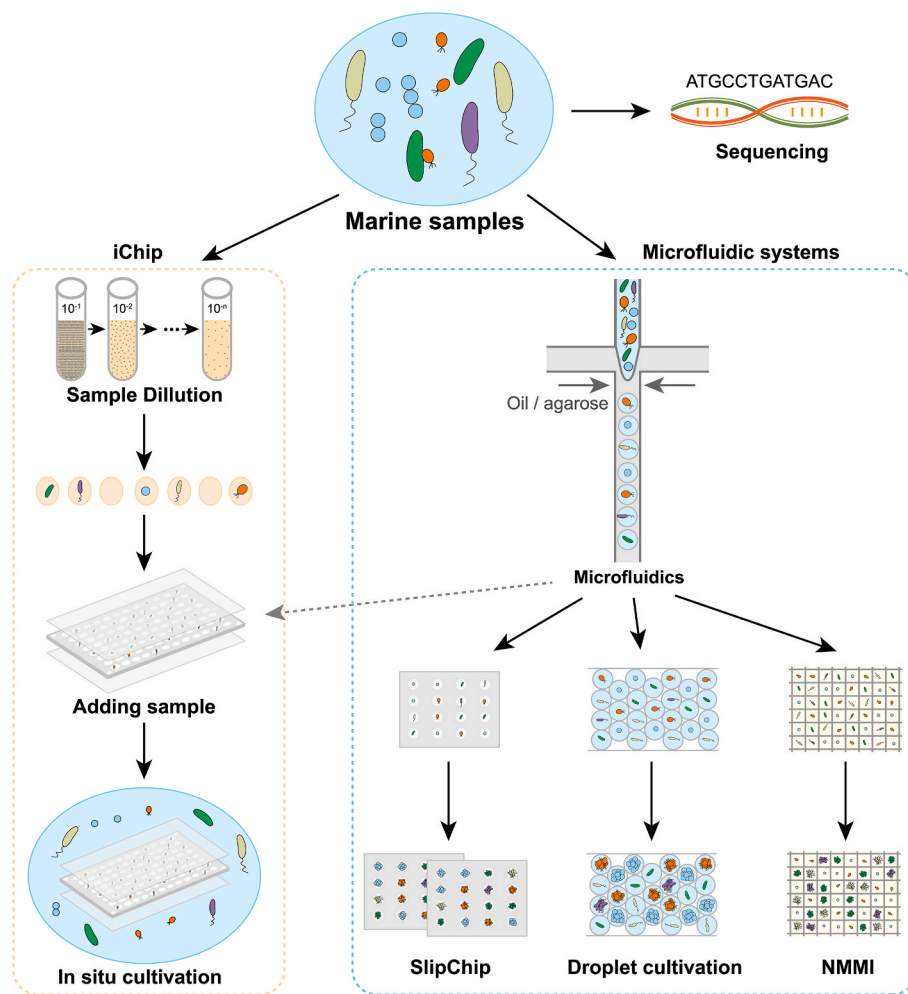 ATGCCTGATGAC
Sequencing
Marine samples
iChip
Microfluidic systems
10-1
10-2
10-n
Sample Dillution
Oil / agarose
Microfluidics
Adding sample
In situ cultivation
SlipChip
Droplet cultivation
NMMI